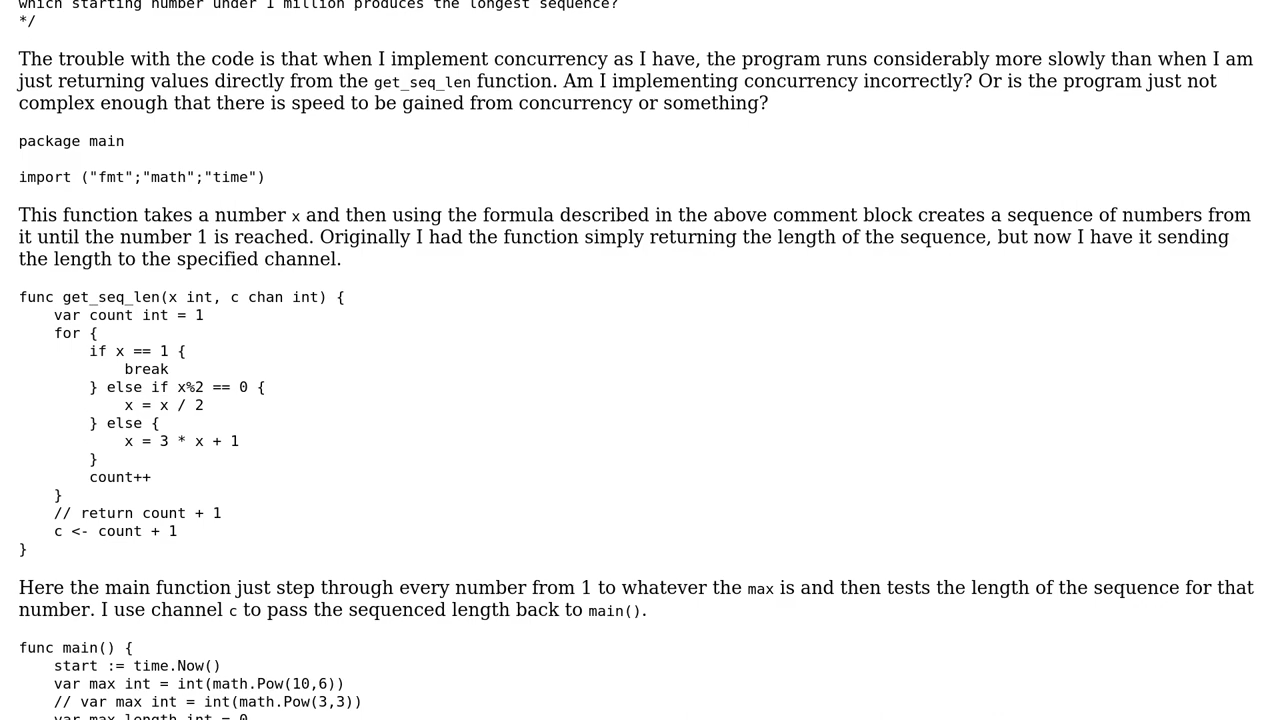 which starting number under 1 million produces the longest sequence?
*/
The trouble with the code is that when I implement concurrency as I have, the program runs considerably more slowly than when I am
just returning values directly from the get_seq_len function. Am I implementing concurrency incorrectly? Or is the program just not
complex enough that there is speed to be gained from concurrency or something?
package main
import ("fmt";"math";"time")
This function takes a number x and then using the formula described in the above comment block creates a sequence of numbers from
it until the number 1 is reached. Originally I had the function simply returning the length of the sequence, but now I have it sending
the length to the specified channel.
func get_seq_len(x int, c chan int) {
    var count int = 1
    for {
        if x == 1 {
            break
        } else if x%2 == 0 {
            x = x / 2
        } else {
            x = 3 * x + 1
        }
        count++
    }
    // return count + 1
    c <- count + 1
}
Here the main function just step through every number from 1 to whatever the max is and then tests the length of the sequence for that
number. I use channel c to pass the sequenced length back to main().
func main() {
    start := time.Now()
    var max int = int(math.Pow(10,6))
    // var max int = int(math.Pow(3,3))
    var max_length int = 0